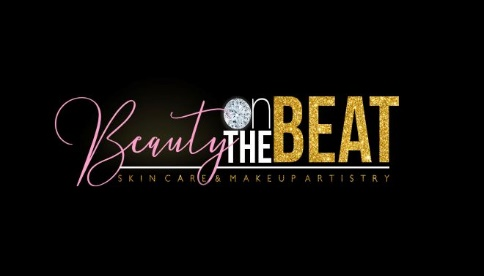 Beauty on
THE BEAT
SKIN CARE & MAKEUP ARTISTRY